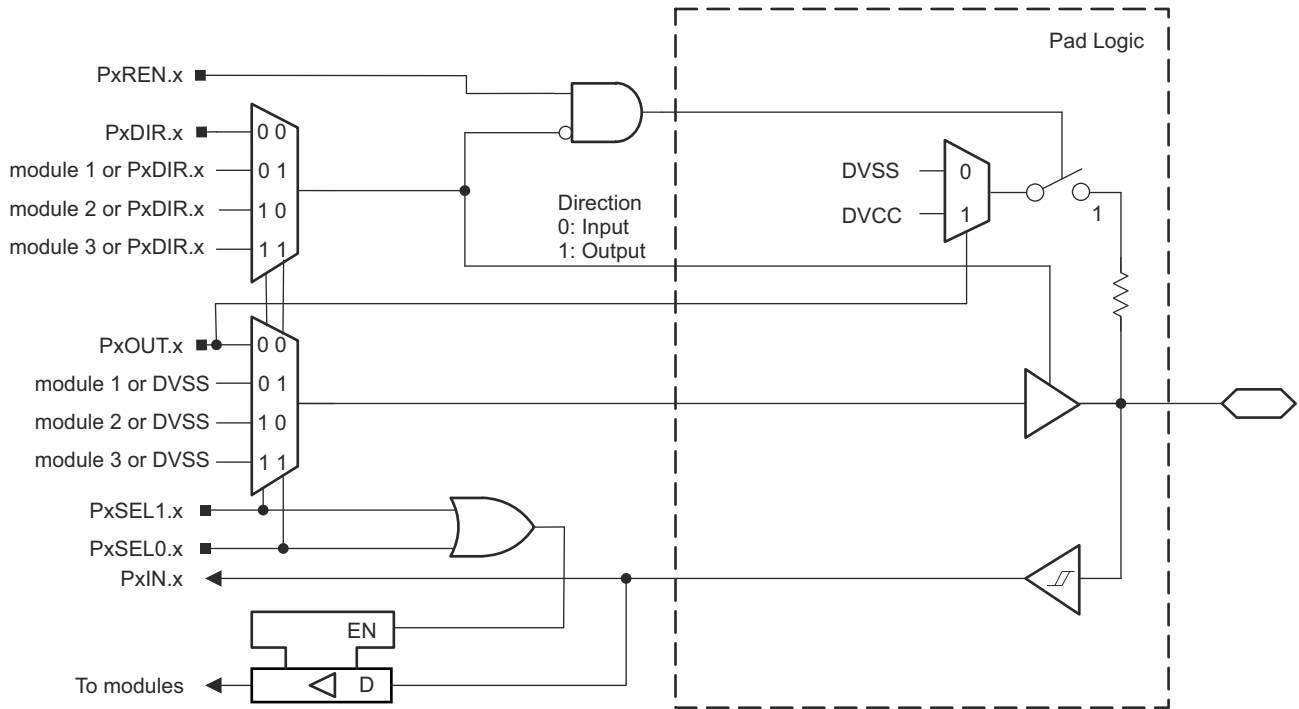 Pad Logic
PxREN.x
PxDIR.x
0 0
module 1 or PxDIR.x
0 1
module 2 or PxDIR.x
1 0
module 3 or PxDIR.x
1 1
Direction
0: Input
1: Output
DVSS
0
DVCC
1
1
PxOUT.x
0 0
module 1 or DVSS
0 1
module 2 or DVSS
1 0
module 3 or DVSS
1 1
PxSEL1.x
PxSEL0.x
PxIN.x
EN
To modules
D